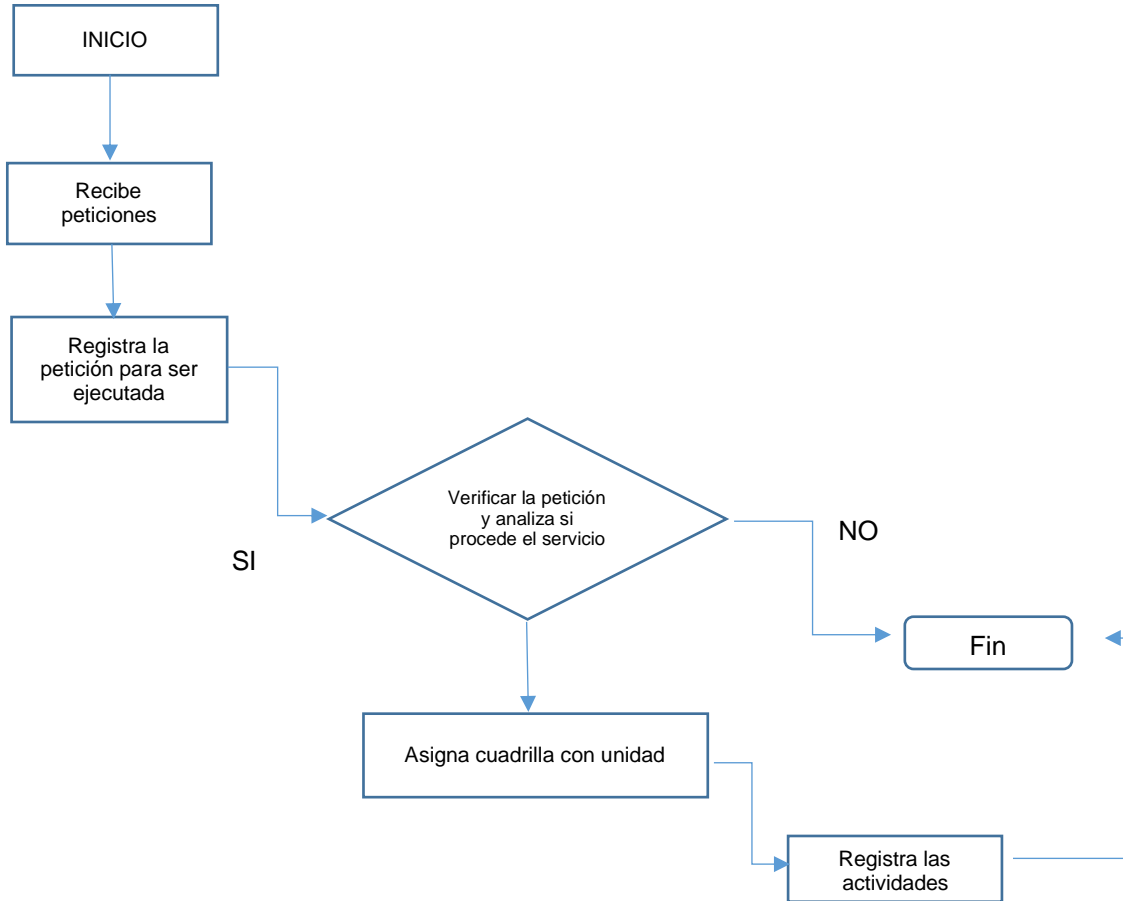 INICIO
Recibe
peticiones
Registra la
petición para ser
ejecutada
Verificar la petición
y analiza si
procede el servicio
NO
SI
Fin
Asigna cuadrilla con unidad
Registra las
actividades